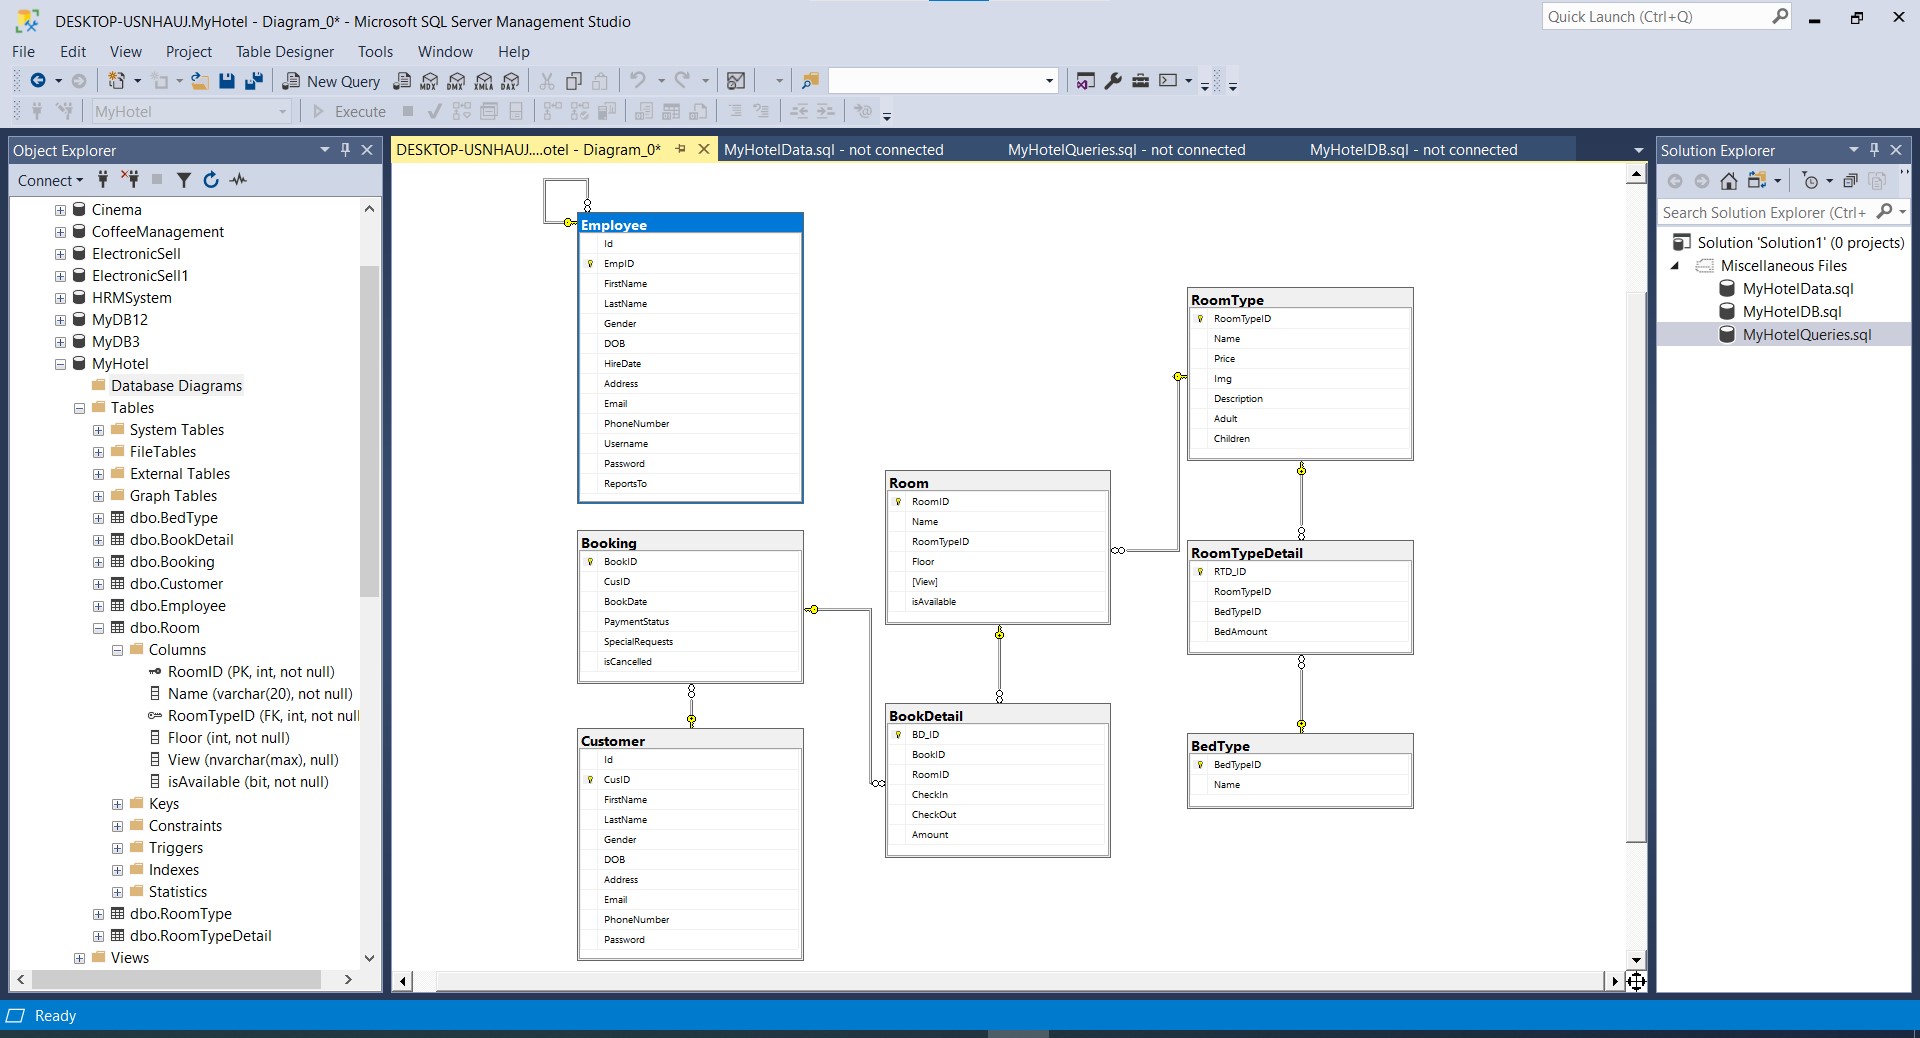 DESKTOP-USNHAUJ.MyHotel - Diagram_0* - Microsoft SQL Server Management Studio
Quick Launch (Ctrl+Q)
File Edit View Project Table Designer Tools Window Help
New Query MDX DMX XMLA DAX
MyHotel Execute
Object Explorer
Connect
Cinema
CoffeeManagement
ElectronicSell
ElectronicSell1
HRMSystem
MyDB12
MyDB3
MyHotel
Database Diagrams
Tables
System Tables
FileTables
External Tables
Graph Tables
dbo.BedType
dbo.BookDetail
dbo.Booking
dbo.Customer
dbo.Employee
dbo.Room
Columns
RoomID (PK, int, not null)
Name (varchar(20), not null)
RoomTypeID (FK, int, not null
Floor (int, not null)
View (nvarchar(max), null)
isAvailable (bit, not null)
Keys
Constraints
Triggers
Indexes
Statistics
dbo.RoomType
dbo.RoomTypeDetail
Views
DESKTOP-USNHAUJ....otel - Diagram_0* MyHotelData.sql - not connected MyHotelQueries.sql - not connected MyHotelDB.sql - not connected
Employee
Id
EmpID
FirstName
LastName
Gender
DOB
HireDate
Address
Email
PhoneNumber
Username
Password
ReportsTo
Booking
BookID
CusID
BookDate
PaymentStatus
SpecialRequests
isCancelled
Customer
Id
CusID
FirstName
LastName
Gender
DOB
Address
Email
PhoneNumber
Password
Room
RoomID
Name
RoomTypeID
Floor
[View]
isAvailable
BookDetail
BD_ID
BookID
RoomID
CheckIn
CheckOut
Amount
RoomType
RoomTypeID
Name
Price
Img
Description
Adult
Children
RoomTypeDetail
RTD_ID
RoomTypeID
BedTypeID
BedAmount
BedType
BedTypeID
Name
Solution Explorer
Search Solution Explorer (Ctrl+
Solution 'Solution1' (0 projects)
Miscellaneous Files
MyHotelData.sql
MyHotelDB.sql
MyHotelQueries.sql
Ready